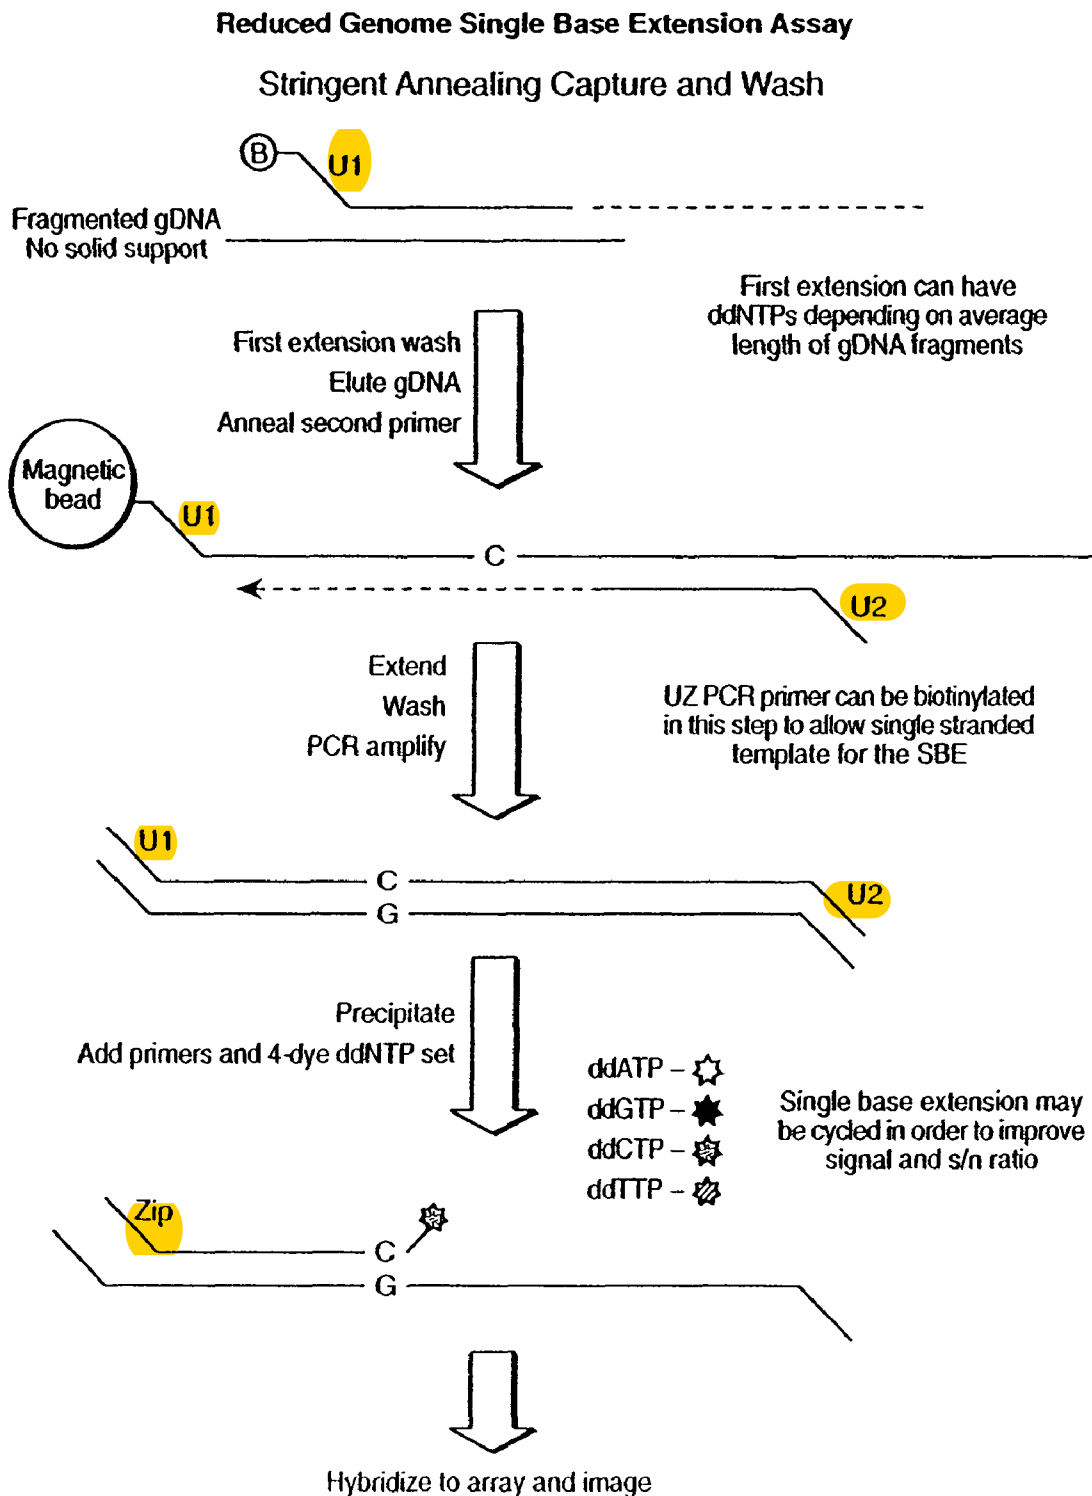 Reduced Genome Single Base Extension Assay
Stringent Annealing Capture and Wash
B
U1
Fragmented gDNA
No solid support
First extension can have
ddNTPs depending on average
length of gDNA fragments
First extension wash
Elute gDNA
Anneal second primer
Magnetic
bead
U1
C
U2
Extend
Wash
PCR amplify
UZ PCR primer can be biotinylated
in this step to allow single stranded
template for the SBE
U1
C
G
U2
Precipitate
Add primers and 4-dye ddNTP set
ddATP –
ddGTP –
ddCTP –
ddTTP –
Single base extension may
be cycled in order to improve
signal and s/n ratio
Zip
C
G
Hybridize to array and image